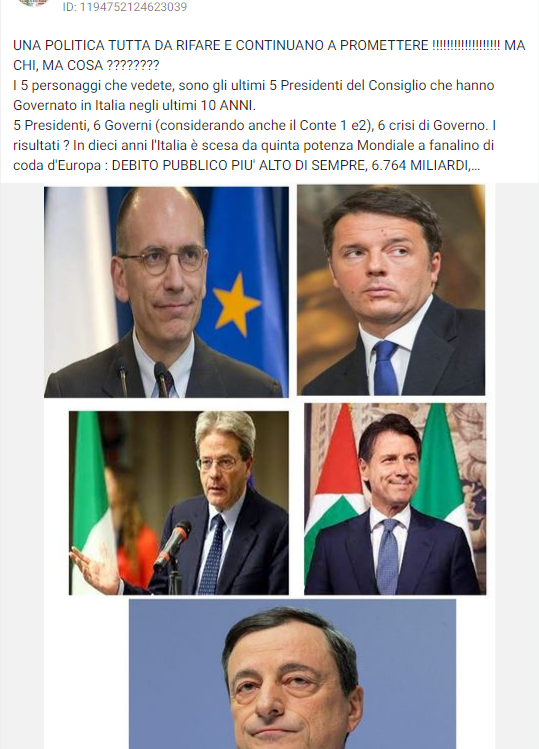 ID: 1194752124623039
UNA POLITICA TUTTA DA RIFARE E CONTINUANO A PROMETTERE !!!!!!!!!!!!!!!!!!! MA
CHI, MA COSA ????????
I 5 personaggi che vedete, sono gli ultimi 5 Presidenti del Consiglio che hanno
Governato in Italia negli ultimi 10 ANNI.
5 Presidenti, 6 Governi (considerando anche il Conte 1 e2), 6 crisi di Governo. I
risultati ? In dieci anni l'Italia è scesa da quinta potenza Mondiale a fanalino di
coda d'Europa : DEBITO PUBBLICO PIU' ALTO DI SEMPRE, 6.764 MILIARDI,...